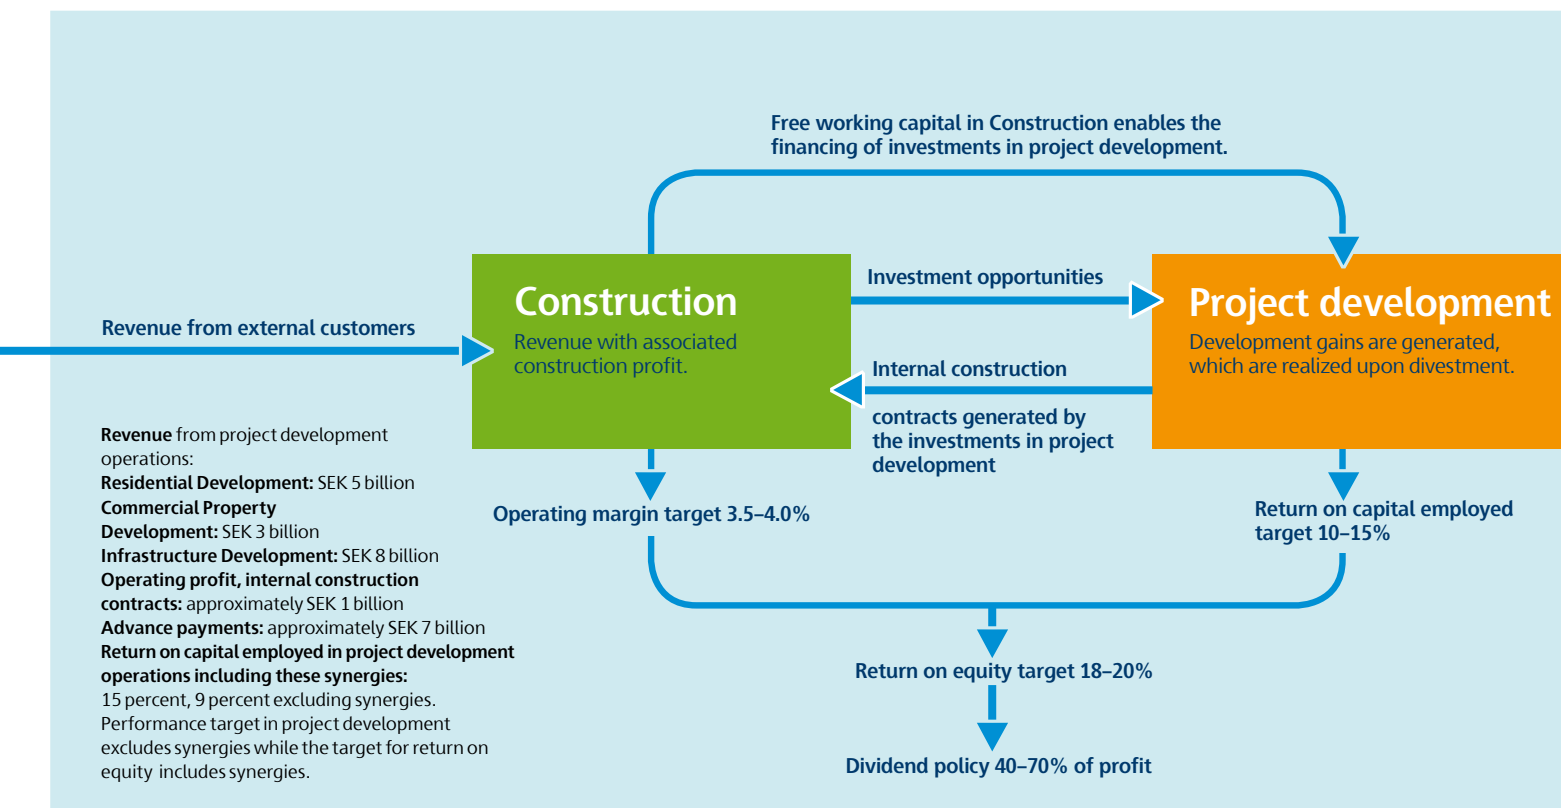 Free working capital in Construction enables the
financing of investments in project development.
Revenue from external customers
Construction
Revenue with associated
construction profit.
Investment opportunities
Internal construction
contracts generated by
the investments in project
development
Project development
Development gains are generated,
which are realized upon divestment.
Revenue from project development
operations:
Residential Development: SEK 5 billion
Commercial Property
Development: SEK 3 billion
Infrastructure Development: SEK 8 billion
Operating profit, internal construction
contracts: approximately SEK 1 billion
Advance payments: approximately SEK 7 billion
Return on capital employed in project development
operations including these synergies:
15 percent, 9 percent excluding synergies.
Performance target in project development
excludes synergies while the target for return on
equity includes synergies.
Operating margin target 3.5–4.0%
Return on capital employed
target 10–15%
Return on equity target 18–20%
Dividend policy 40–70% of profit